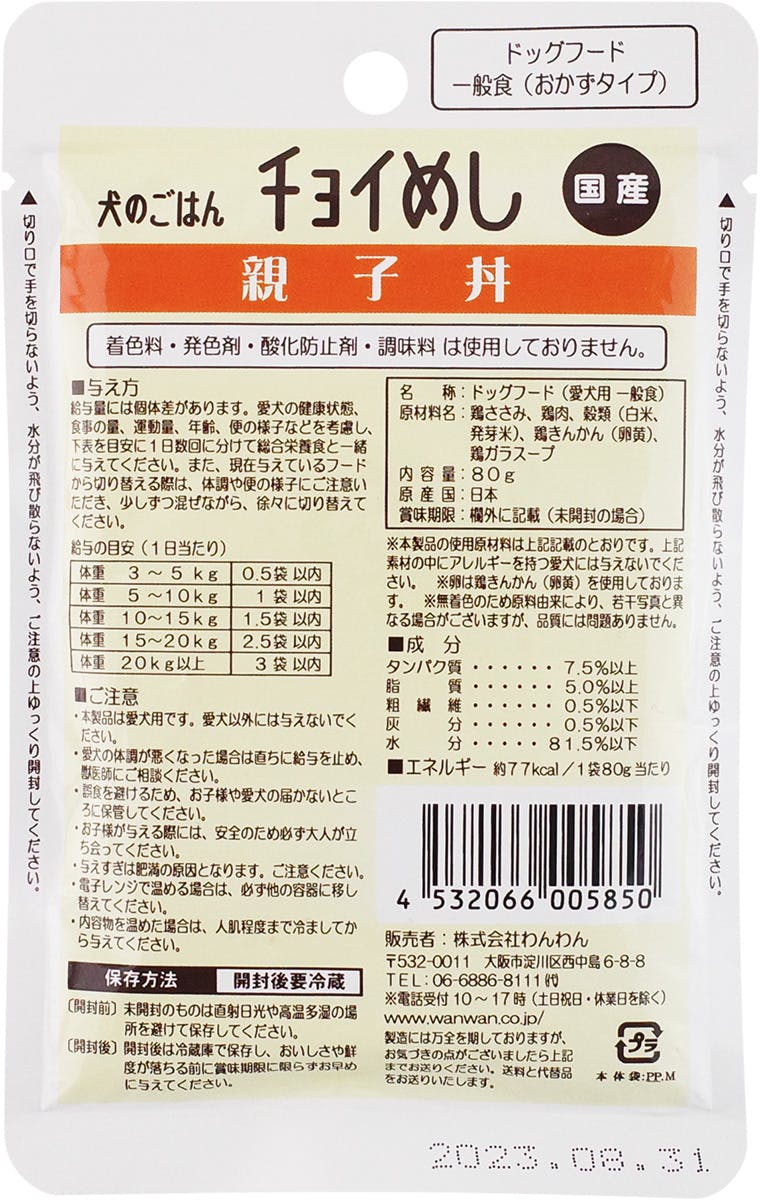 ドッグフード
一般食（おかずタイプ）
犬のごはん チョイめし 国産
親子丼
着色料・発色剤・酸化防止剤・調味料 は使用しておりません。
▲切り口で手を切らないよう、水分が飛び散らないよう、ご注意の上ゆっくり開封してください。
■与え方
給与量には個体差があります。愛犬の健康状態、
食事の量、運動量、年齢、便の様子などを考慮し、
下表を目安に1日数回に分けて総合栄養食と一緒
に与えてください。また、現在与えているフード
から切り替える際は、体調や便の様子にご注意い
ただき、少しずつ混ぜながら、徐々に切り替えて
ください。
給与の目安（1日当たり）
体重 3～5kg 0.5袋 以内
体重 5～10kg 1袋 以内
体重 10～15kg 1.5袋 以内
体重 15～20kg 2.5袋 以内
体重 20kg以上 3袋 以内
■ご注意
・本製品は愛犬用です。愛犬以外には与えないでく
ださい。
・愛犬の体調が悪くなった場合は直ちに給与を止め、
獣医師にご相談ください。
・誤食を避けるため、お子様や愛犬の届かないとこ
ろに保管してください。
・お子様が与える際には、安全のため必ず大人が立
ち会ってください。
・与えすぎは肥満の原因となります。ご注意ください。
・電子レンジで温める場合は、必ず他の容器に移し
替えてください。
・内容物を温めた場合は、人肌程度まで冷ましてか
ら与えてください。
保存方法 開封後要冷蔵
〔開封前〕未開封のものは直射日光や高温多湿の場
所を避けて保存してください。
〔開封後〕開封後は冷蔵庫で保存し、おいしさや鮮
度が落ちる前に賞味期限に限らずお早め
に与えてください。
名称：ドッグフード（愛犬用 一般食）
原材料名：鶏ささみ、鶏肉、穀類（白米、
発芽米）、鶏きんかん（卵黄）、
鶏ガラスープ
内容量：80g
原産国：日本
賞味期限：欄外に記載（未開封の場合）
※本製品の使用原材料は上記記載のとおりです。上記
素材の中にアレルギーを持つ愛犬には与えないでくだ
さい。 ※卵は鶏きんかん（卵黄）を使用しておりま
す。 ※無着色のため原料由来により、若干写真と異
なる場合がございますが、品質には問題ありません。
■成分
タンパク質・・・・・・7.5%以上
脂質・・・・・・5.0%以上
粗繊維・・・・・・0.5%以下
灰分・・・・・・0.5%以下
水分・・・・・81.5%以下
■エネルギー 約77kcal／1袋80g当たり
4 532066 005850
販売者：株式会社わんわん
〒532-0011 大阪市淀川区西中島6-8-8
TEL：06-6886-8111㈹
※電話受付10～17時（土日祝日・休業日を除く）
www.wanwan.co.jp/
製造には万全を期しておりますが、
お気づきの点がございましたら上記
までお送りください。送料と代替品
をお送りいたします。
プラ
本体袋:PP.M
▲切り口で手を切らないよう、水分が飛び散らないよう、ご注意の上ゆっくり開封してください。
2023.08.31